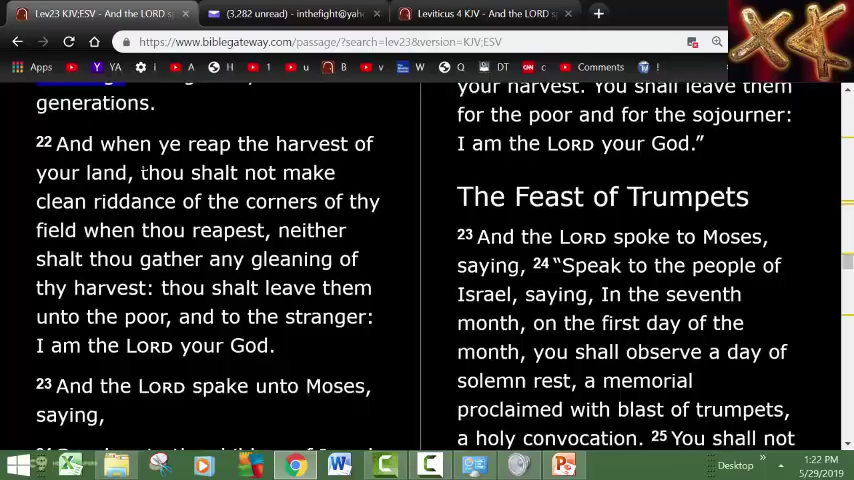 Lev23 KJV;ESV - And the LORD sp
(3,282 unread) - inthefight@yah
Leviticus 4 KJV - And the LORD sp
https://www.biblegateway.com/passage/?search=lev23&version=KJV;ESV
Apps
YA
i
A
H
1
u
B
v
W
Q
DT
n
Comments
!
generations.
22 And when ye reap the harvest of
your land, thou shalt not make
clean riddance of the corners of thy
field when thou reapest, neither
shalt thou gather any gleaning of
thy harvest: thou shalt leave them
unto the poor, and to the stranger:
I am the LORD your God.
23 And the LORD spake unto Moses,
saying,
your harvest. You shall leave them
for the poor and for the sojourner:
I am the LORD your God.”
The Feast of Trumpets
23 And the LORD spoke to Moses,
saying, 24 “Speak to the people of
Israel, saying, In the seventh
month, on the first day of the
month, you shall observe a day of
solemn rest, a memorial
proclaimed with blast of trumpets,
a holy convocation. 25 You shall not
Desktop
1:22 PM
5/29/2019